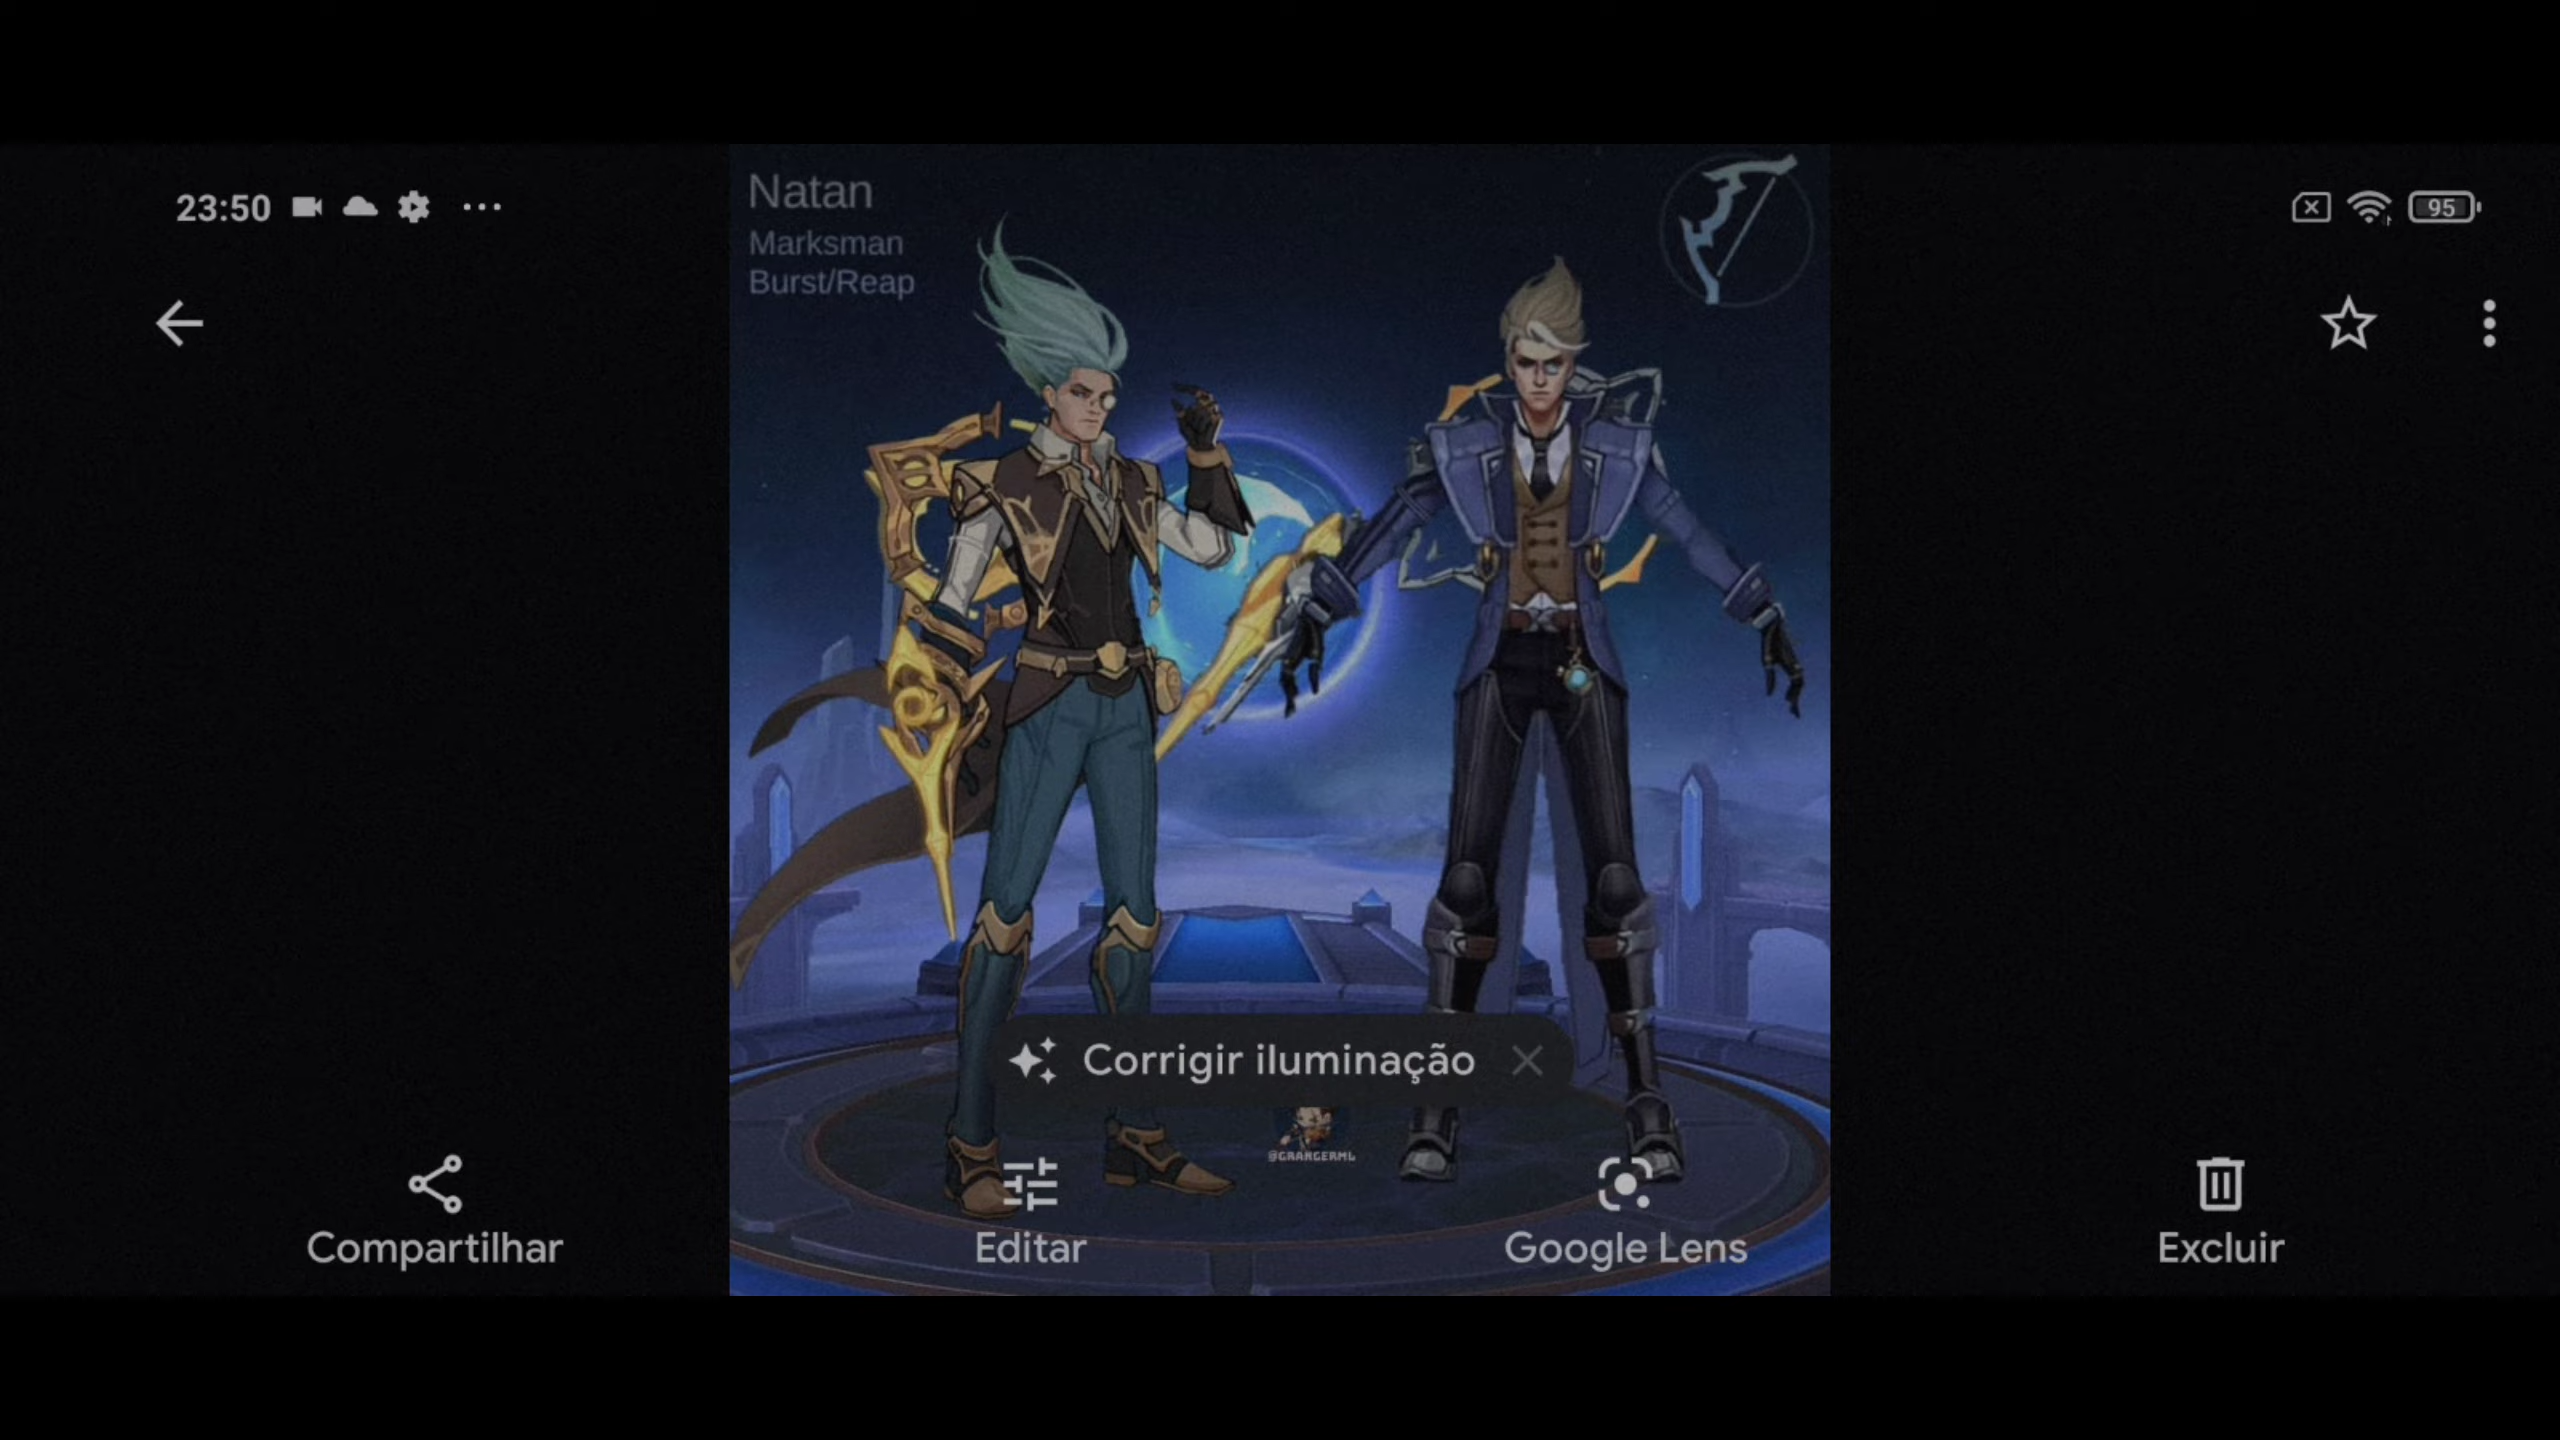 23:50
95
Natan
Marksman
Burst/Reap
Corrigir iluminação
@GRANGERML
Compartilhar
Editar
Google Lens
Excluir